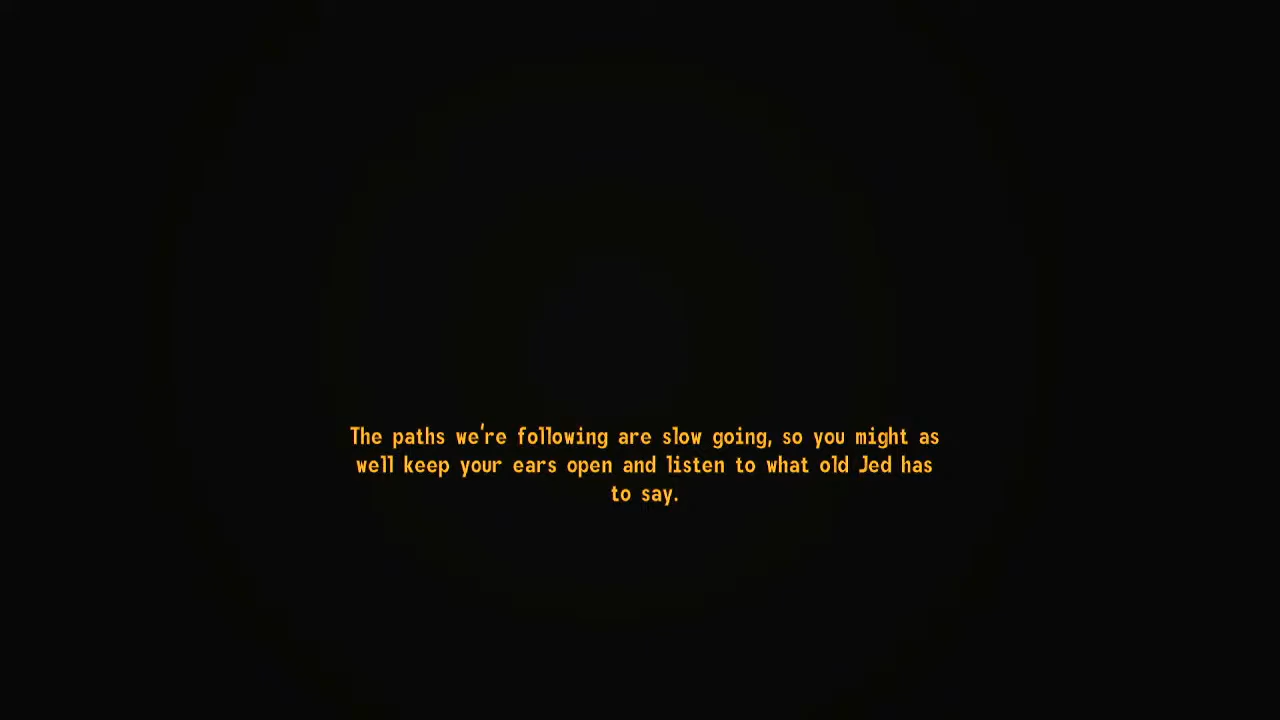 The paths we're following are slow going, so you might as
well keep your ears open and listen to what old Jed has
to say.